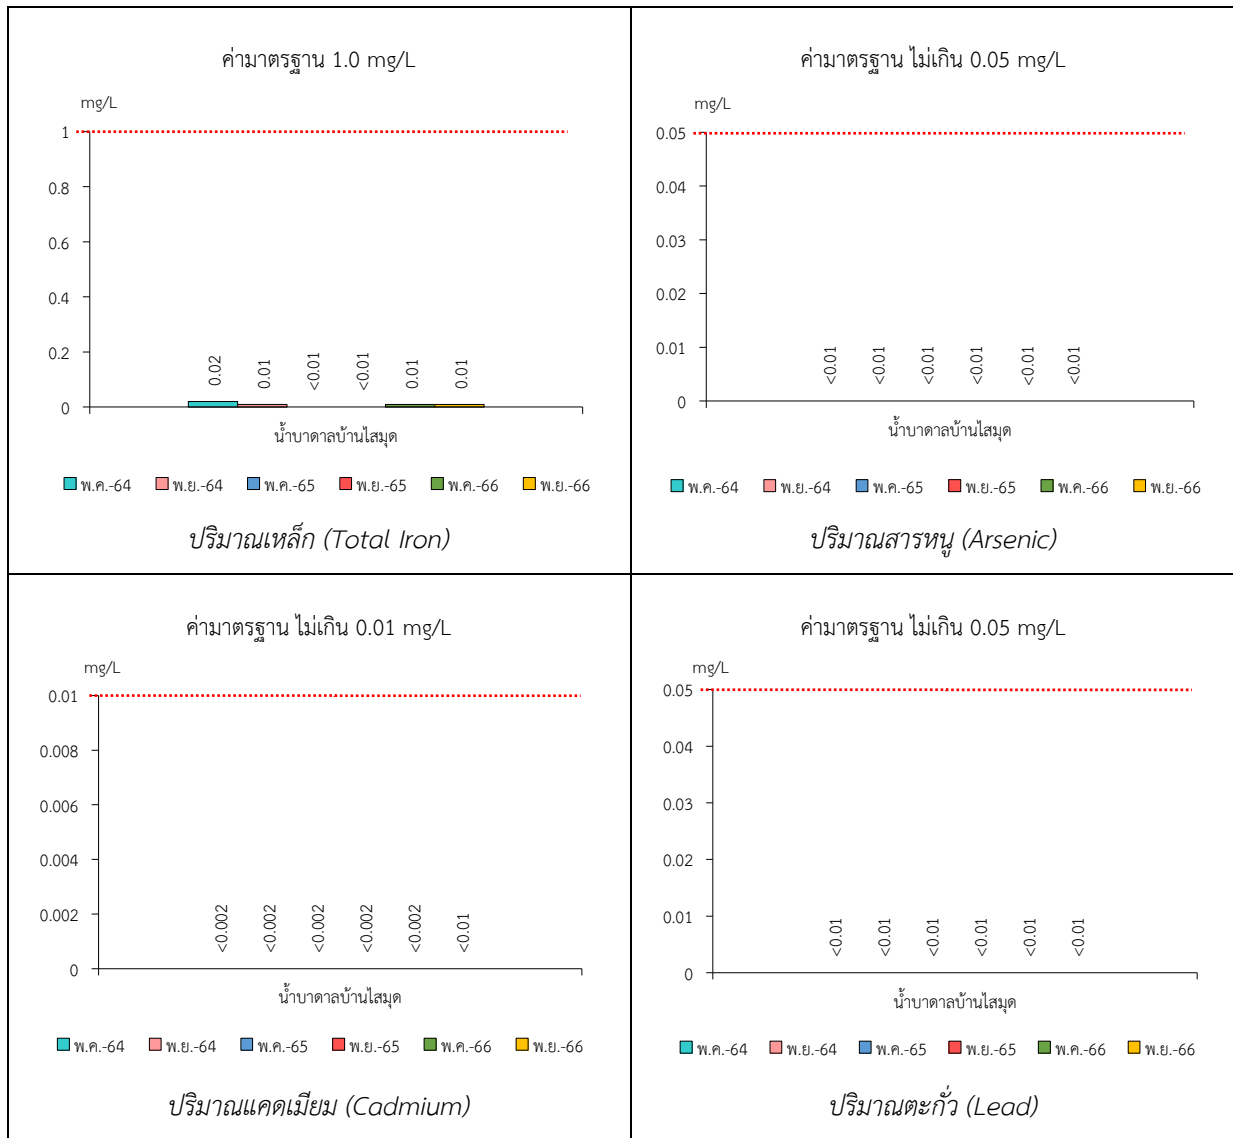 ค่ามาตรฐาน 1.0 mg/L
mg/L
1
0.8
0.6
0.4
0.2
0
0.02
0.01
<0.01
<0.01
0.01
0.01
น้ำบาดาลบ้านไสมุด
พ.ค.-64 พ.ย.-64 พ.ค.-65 พ.ย.-65 พ.ค.-66 พ.ย.-66
ปริมาณเหล็ก (Total Iron)
ค่ามาตรฐาน ไม่เกิน 0.05 mg/L
mg/L
0.05
0.04
0.03
0.02
0.01
0
<0.01
<0.01
<0.01
<0.01
<0.01
<0.01
น้ำบาดาลบ้านไสมุด
พ.ค.-64 พ.ย.-64 พ.ค.-65 พ.ย.-65 พ.ค.-66 พ.ย.-66
ปริมาณสารหนู (Arsenic)
ค่ามาตรฐาน ไม่เกิน 0.01 mg/L
mg/L
0.01
0.008
0.006
0.004
0.002
0
<0.002
<0.002
<0.002
<0.002
<0.002
<0.01
น้ำบาดาลบ้านไสมุด
พ.ค.-64 พ.ย.-64 พ.ค.-65 พ.ย.-65 พ.ค.-66 พ.ย.-66
ปริมาณแคดเมียม (Cadmium)
ค่ามาตรฐาน ไม่เกิน 0.05 mg/L
mg/L
0.05
0.04
0.03
0.02
0.01
0
<0.01
<0.01
<0.01
<0.01
<0.01
<0.01
น้ำบาดาลบ้านไสมุด
พ.ค.-64 พ.ย.-64 พ.ค.-65 พ.ย.-65 พ.ค.-66 พ.ย.-66
ปริมาณตะกั่ว (Lead)